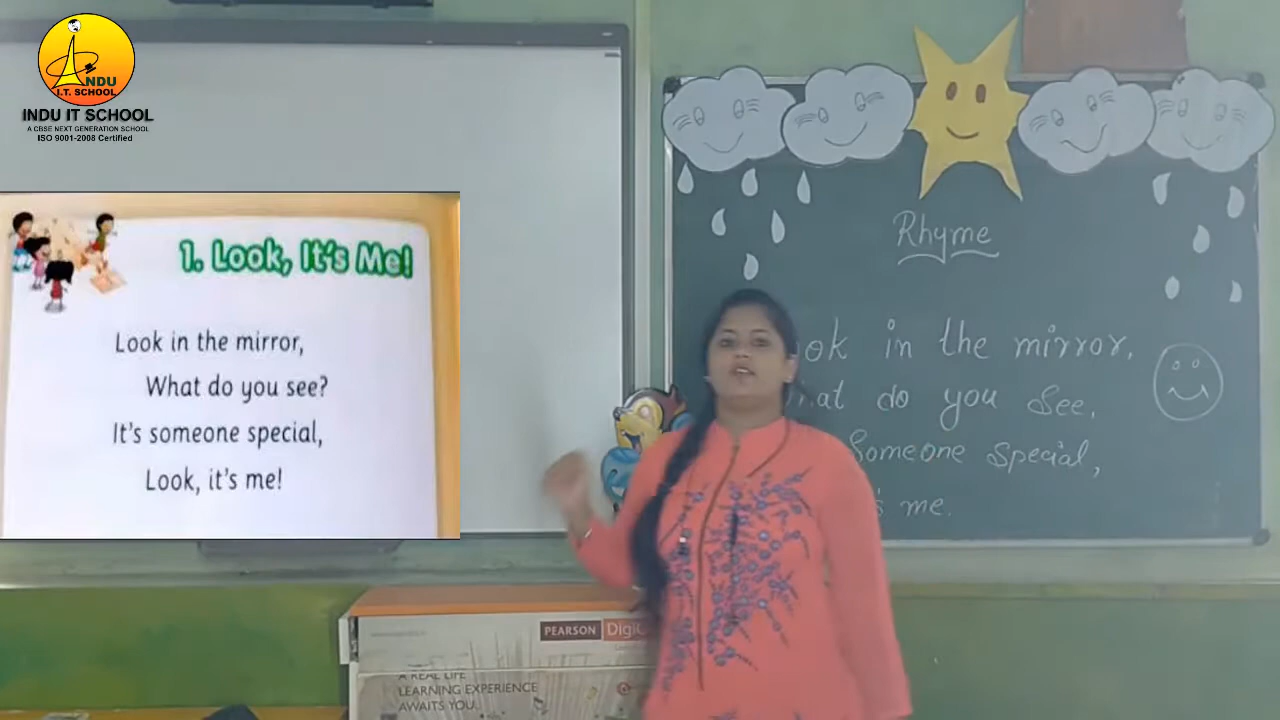 NDU
I.T. SCHOOL
INDU IT SCHOOL
A CBSE NEXT GENERATION SCHOOL
ISO 9001-2008 Certified
1. Look, It's Me!
Look in the mirror,
What do you see?
It's someone special,
Look, it's me!
Rhyme
ok in the mirror,
at do you see.
Someone Special,
me.
PEARSON Digi
A REAL LIFE
LEARNING EXPERIENCE
AWAITS YOU.